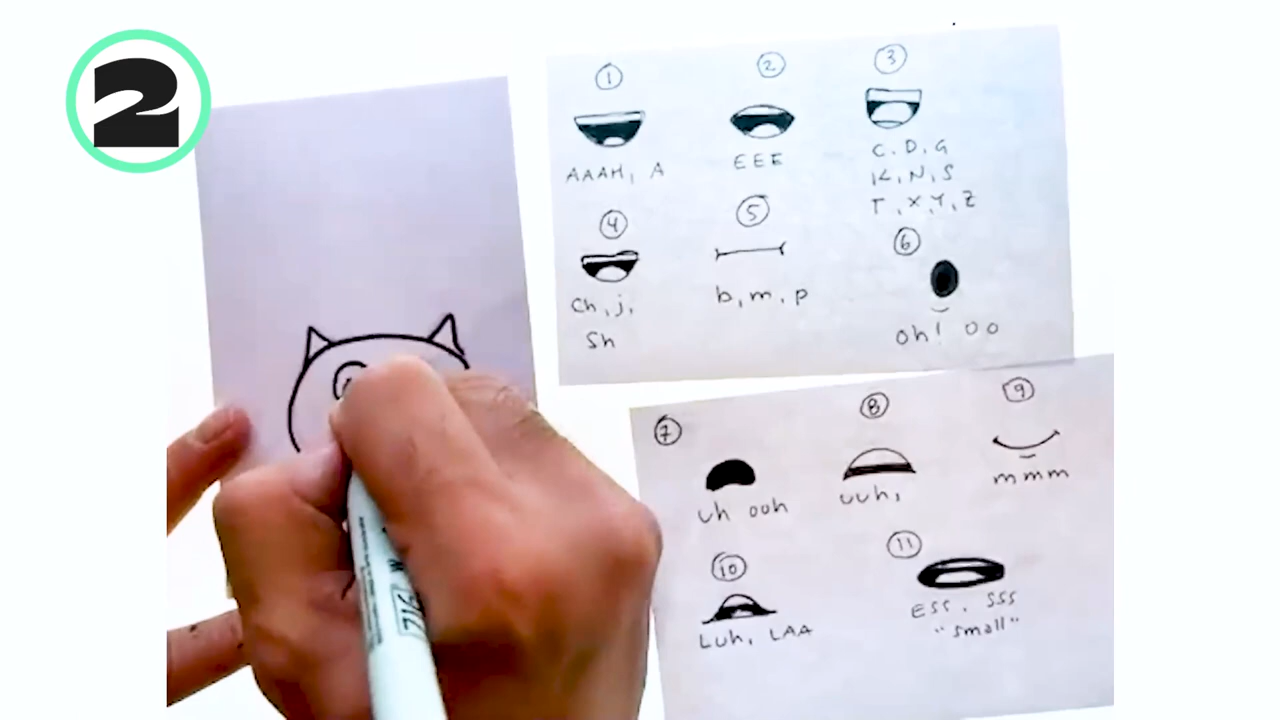 2
1
2
3
AAAH, A
EEE
C. D. G
K, N, S
T, X, Y, Z
4
5
6
Ch, j,
Sh
b, m, p
oh! oo
7
8
9
uh ooh
uuh,
mmm
10
11
Luh, LAA
ESS, SSS
"small"
ZIG